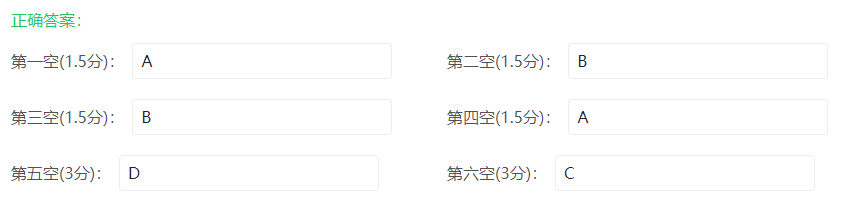 正确答案：
第一空(1.5分)： A 第二空(1.5分)： B
第三空(1.5分)： B 第四空(1.5分)： A
第五空(3分)： D 第六空(3分)： C